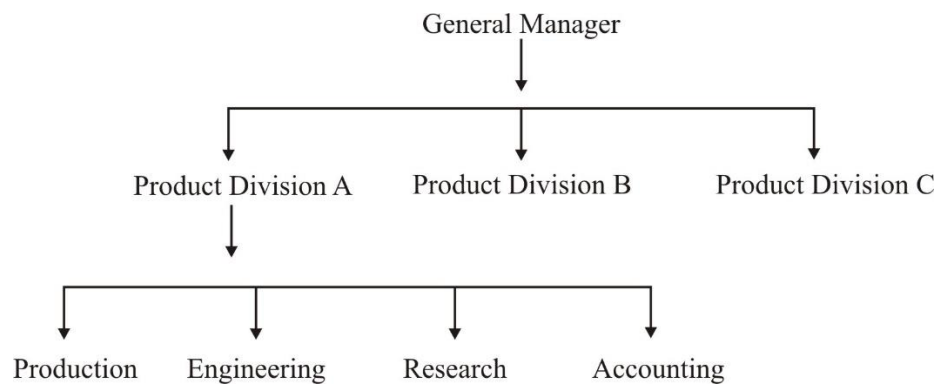 General Manager
Product Division A Product Division B Product Division C
Production Engineering Research Accounting